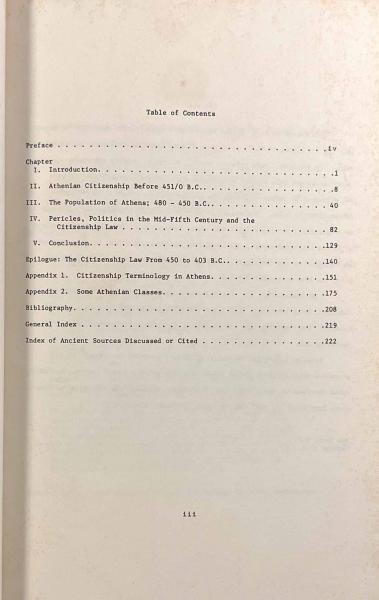 Table of Contents
Preface . . . . . . . . . . . . . . . . . . . . . . . . . . . . . . . . .iv
Chapter
I. Introduction. . . . . . . . . . . . . . . . . . . . . . . . . . . .1
II. Athenian Citizenship Before 451/0 B.C.. . . . . . . . . . . . . . .8
III. The Population of Athens; 480 - 450 B.C.. . . . . . . . . . . . . . 40
IV. Pericles, Politics in the Mid-Fifth Century and the
Citizenship Law . . . . . . . . . . . . . . . . . . . . . . . . . 82
V. Conclusion. . . . . . . . . . . . . . . . . . . . . . . . . . . .129
Epilogue: The Citizenship Law From 450 to 403 B.C.. . . . . . . . . . . .140
Appendix 1. Citizenship Terminology in Athens. . . . . . . . . . . . . .151
Appendix 2. Some Athenian Classes. . . . . . . . . . . . . . . . . . . .175
Bibliography. . . . . . . . . . . . . . . . . . . . . . . . . . . . . . .208
General Index . . . . . . . . . . . . . . . . . . . . . . . . . . . . . .219
Index of Ancient Sources Discussed or Cited . . . . . . . . . . . . . . .222
iii